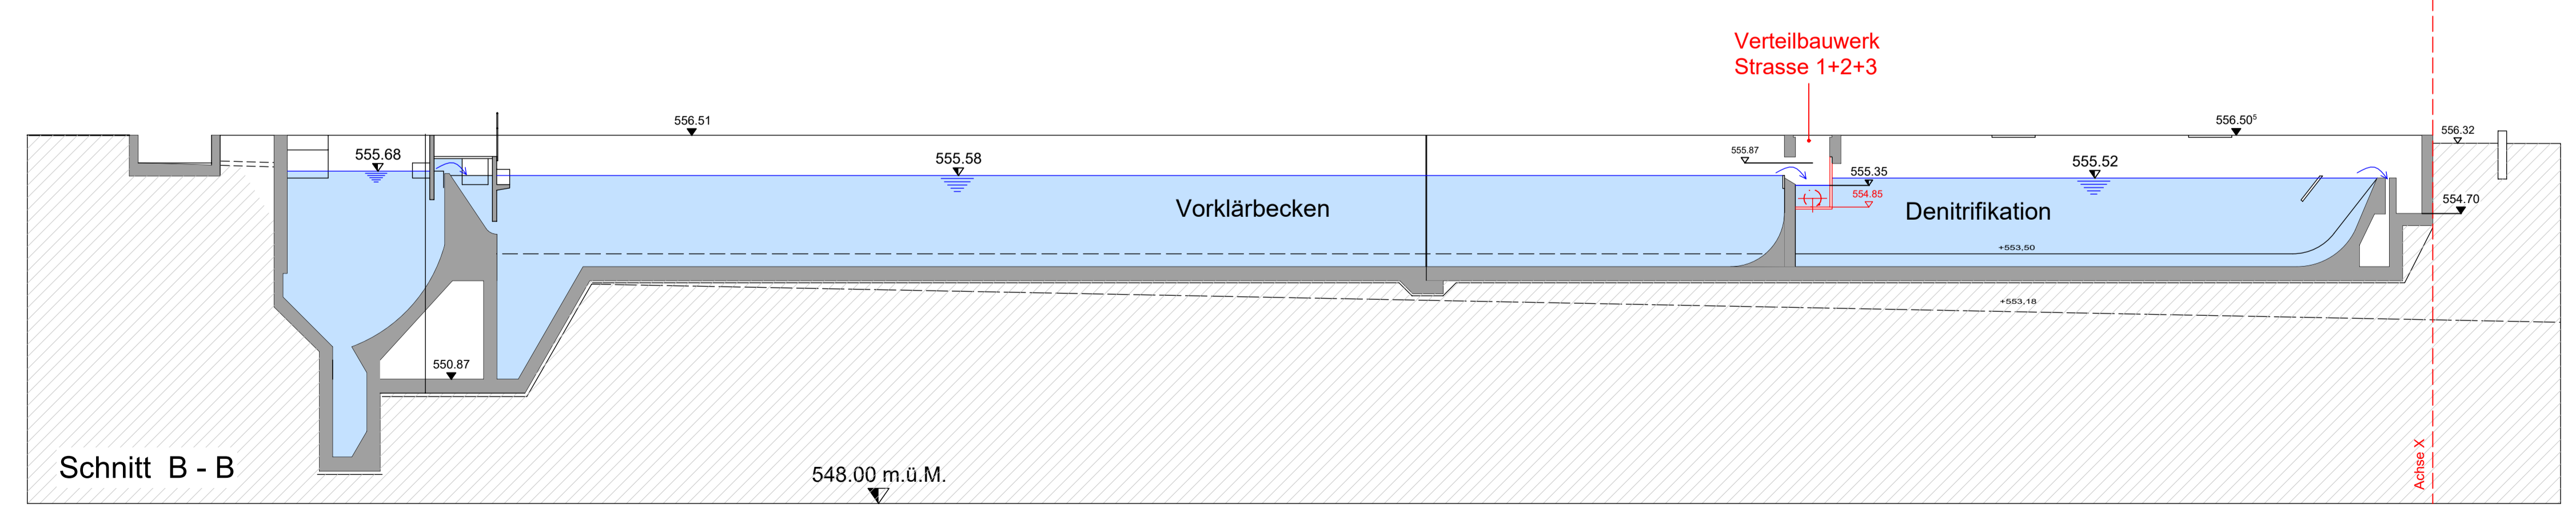 Verteilbauwerk
Strasse 1+2+3
556.51
556.50⁵
556.32
555.68
555.58
555.87
555.35
555.52
554.85
554.70
Vorklärbecken
Denitrifikation
+553,50
+553,18
550.87
Schnitt B - B
548.00 m.ü.M.
Achse X